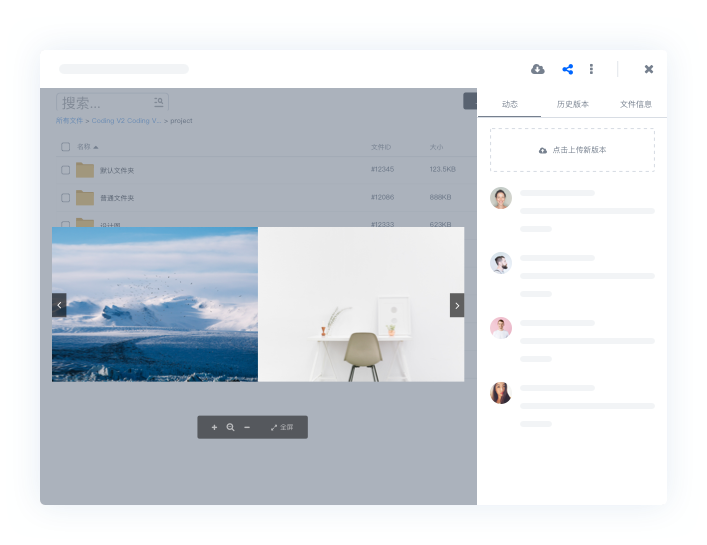 搜索...
所有文件 > Coding V2 Coding V... > project
名称 文件ID 大小
默认文件夹 #12345 123.5KB
普通文件夹 #12086 888KB
设计图 #12333 623KB
全屏
动态 历史版本 文件信息
点击上传新版本